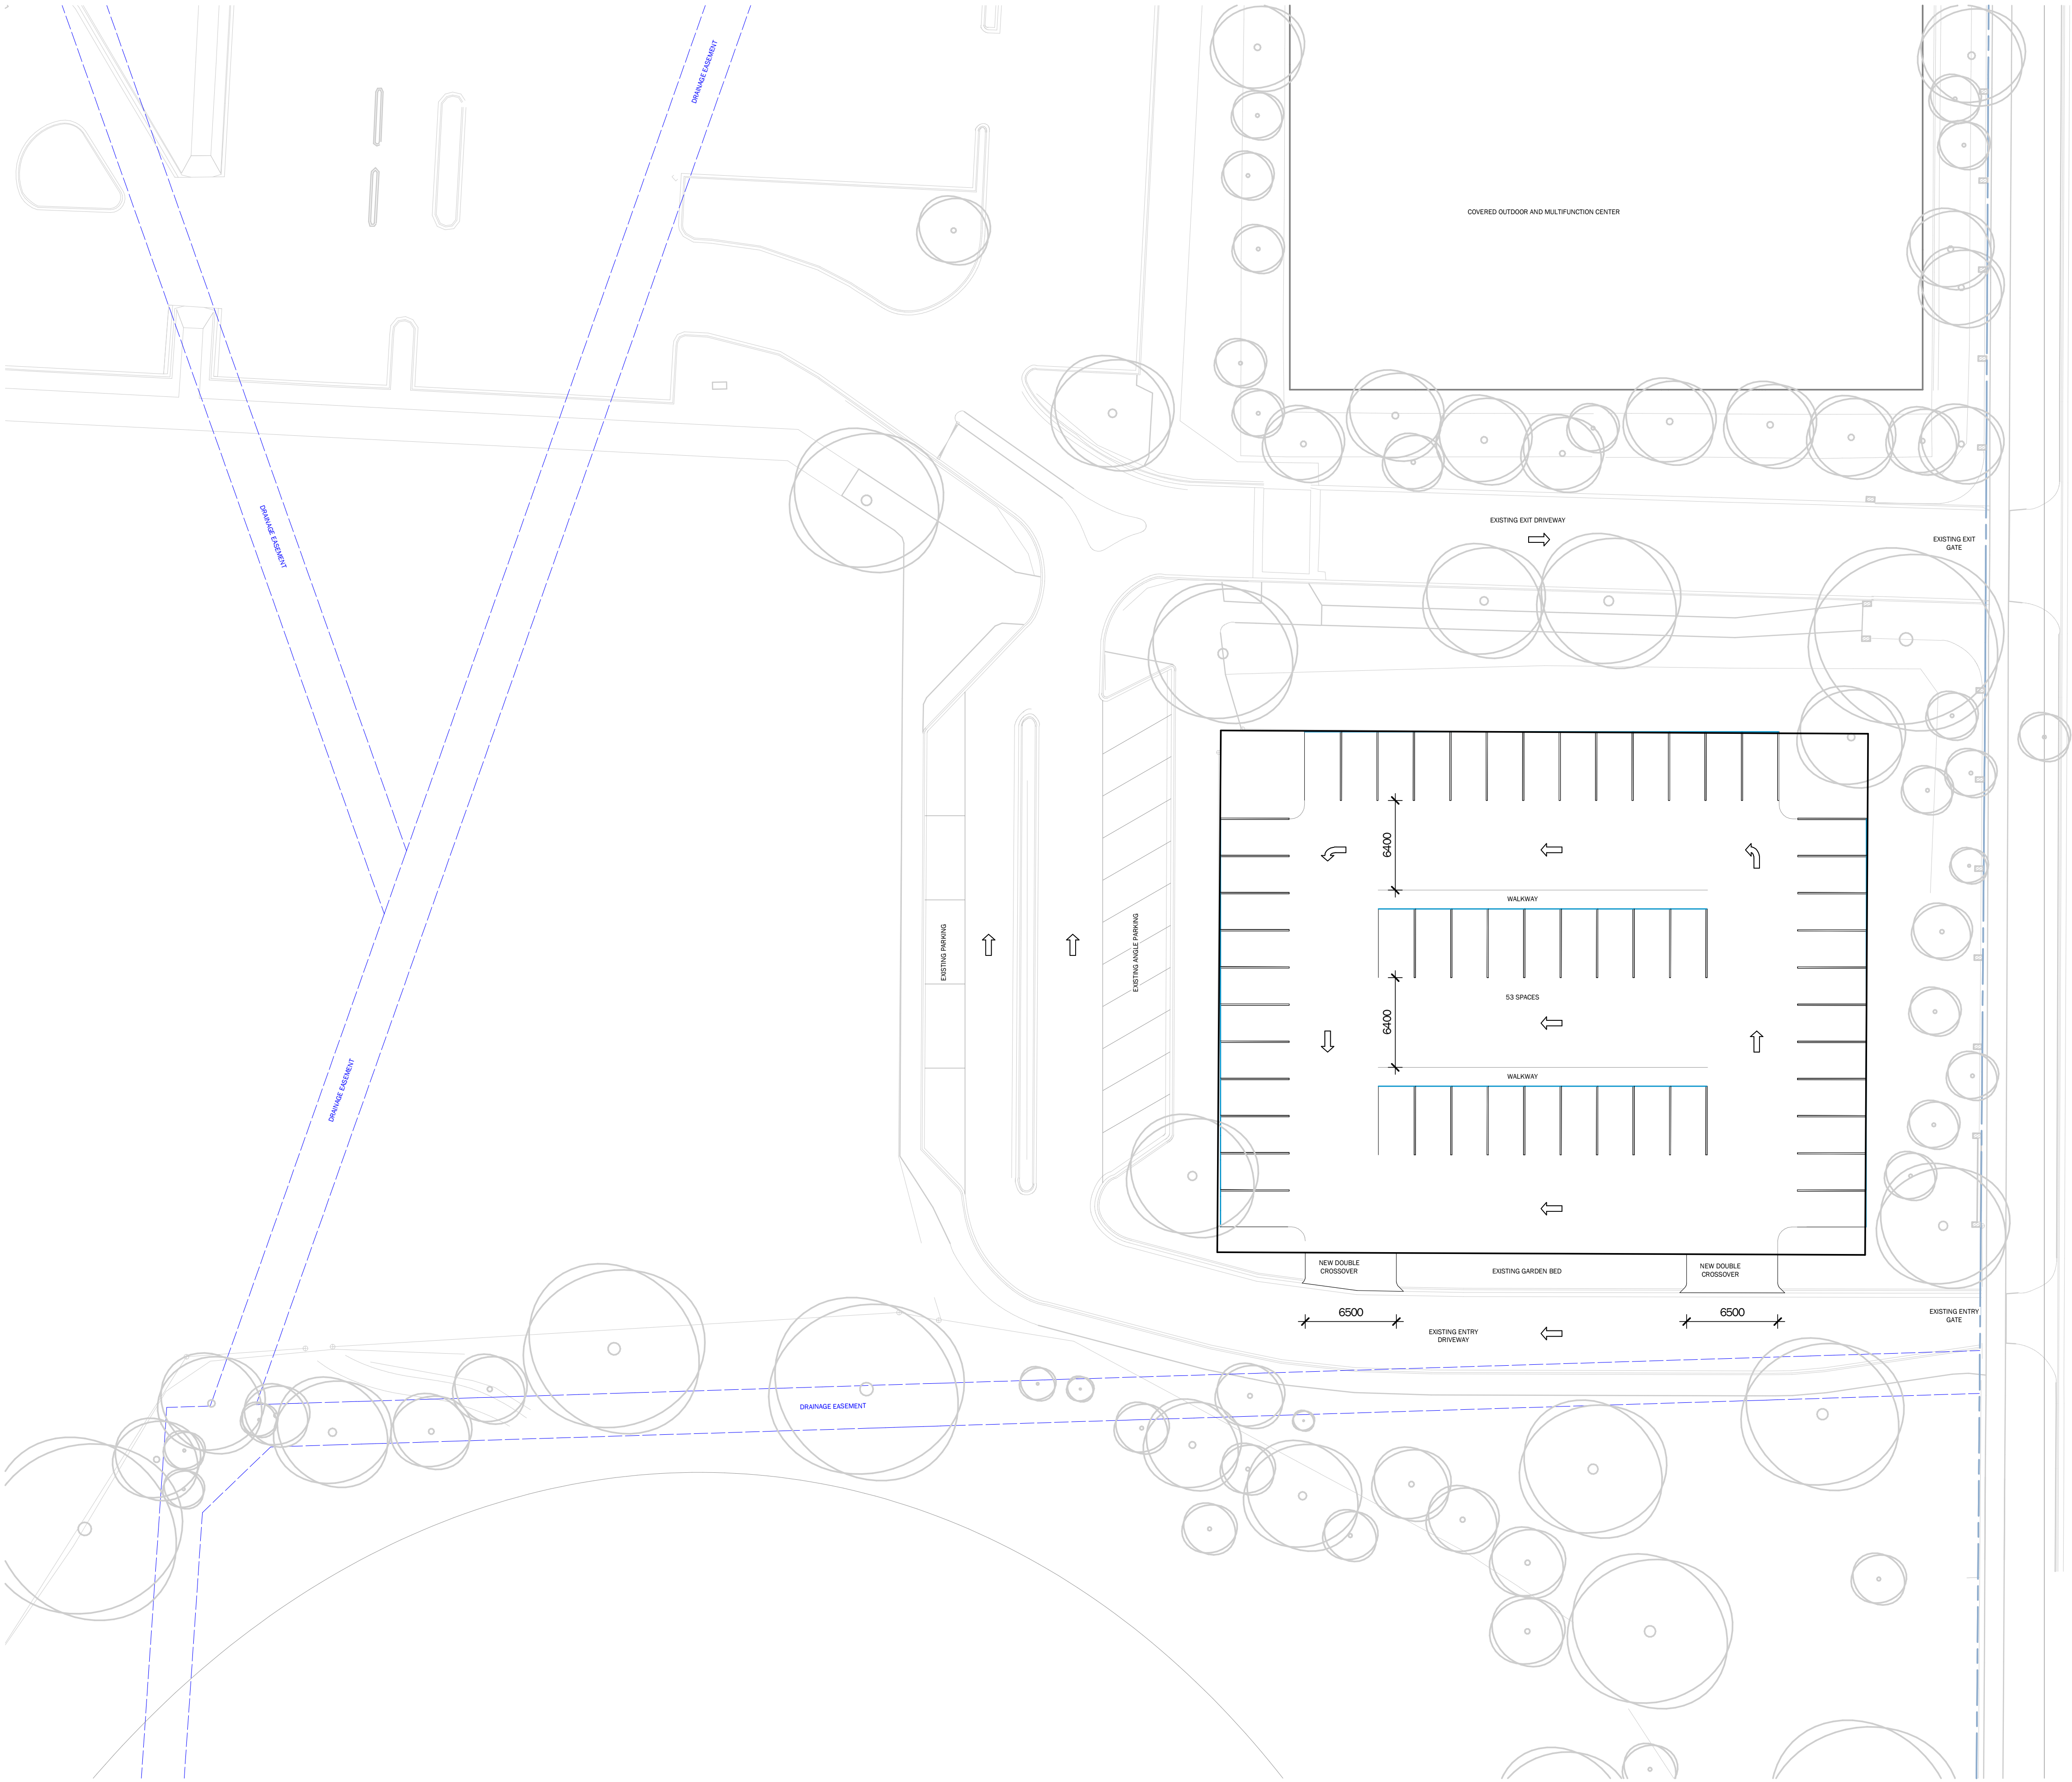 DRAINAGE EASEMENT
COVERED OUTDOOR AND MULTIFUNCTION CENTER
DRAINAGE EASEMENT
EXISTING EXIT DRIVEWAY
EXISTING EXIT
GATE
6400
WALKWAY
EXISTING PARKING
EXISTING ANGLE PARKING
53 SPACES
6400
WALKWAY
DRAINAGE EASEMENT
NEW DOUBLE
CROSSOVER
EXISTING GARDEN BED
NEW DOUBLE
CROSSOVER
6500
6500
EXISTING ENTRY
GATE
EXISTING ENTRY
DRIVEWAY
DRAINAGE EASEMENT